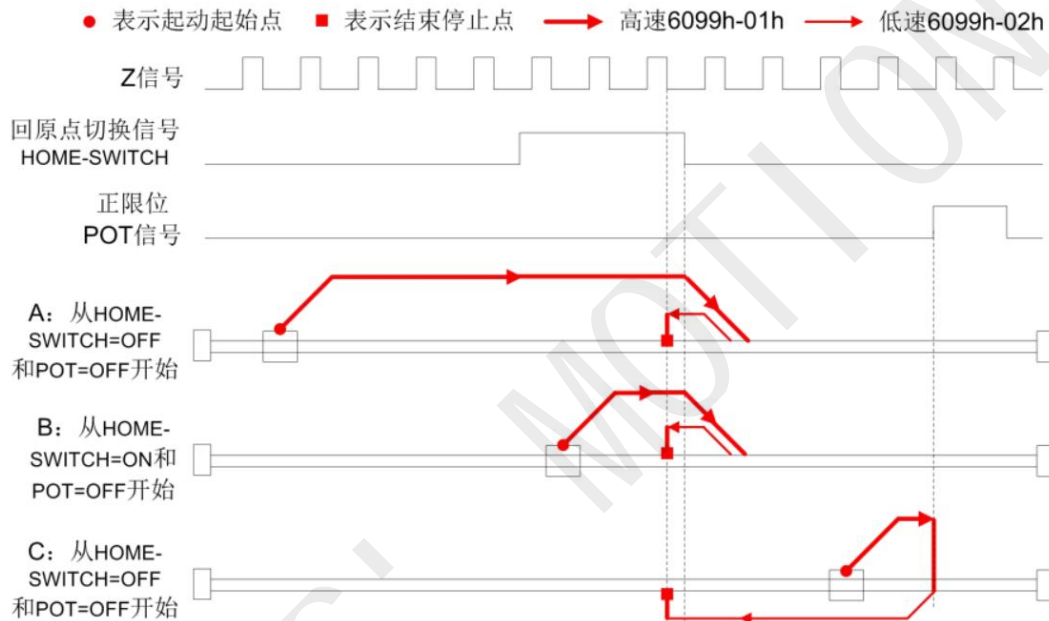 表示起动起始点 表示结束停止点 高速6099h-01h 低速6099h-02h
Z信号
回原点切换信号
HOME-SWITCH
正限位
POT信号
A：从HOME-
SWITCH=OFF
和POT=OFF开始
B：从HOME-
SWITCH=ON和
POT=OFF开始
C：从HOME-
SWITCH=OFF
和POT=OFF开始
MOTION